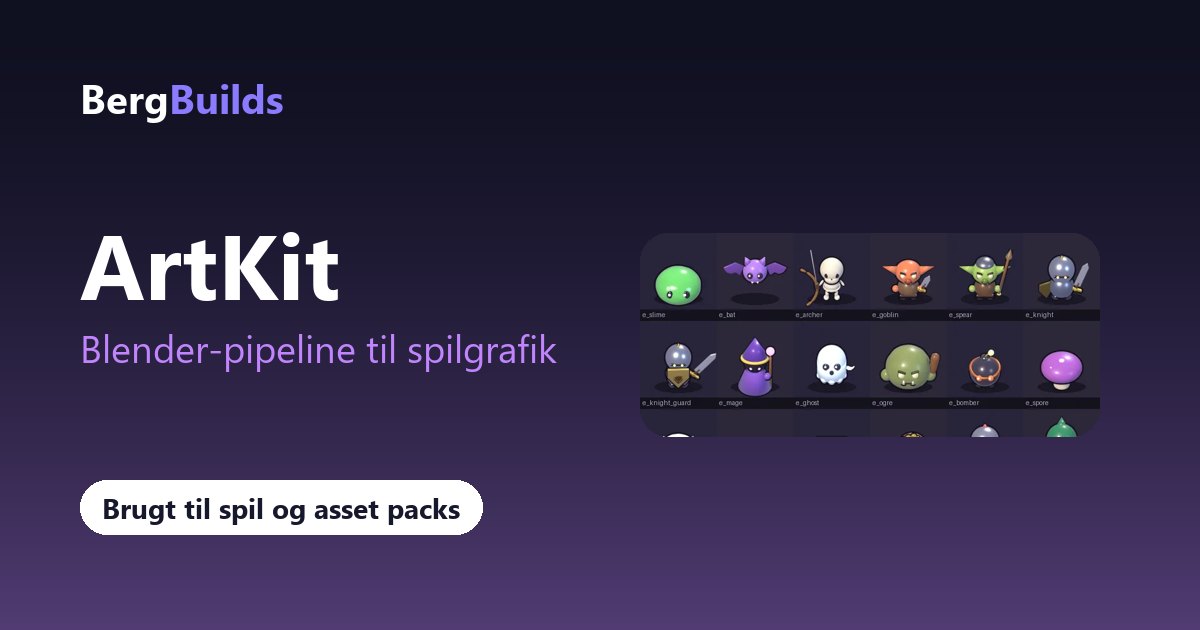 BergBuilds
ArtKit
Blender-pipeline til spilgrafik
e_slime e_bat e_archer e_goblin e_spear e_knight
e_knight_guard e_mage e_ghost e_ogre e_bomber e_spore
Brugt til spil og asset packs